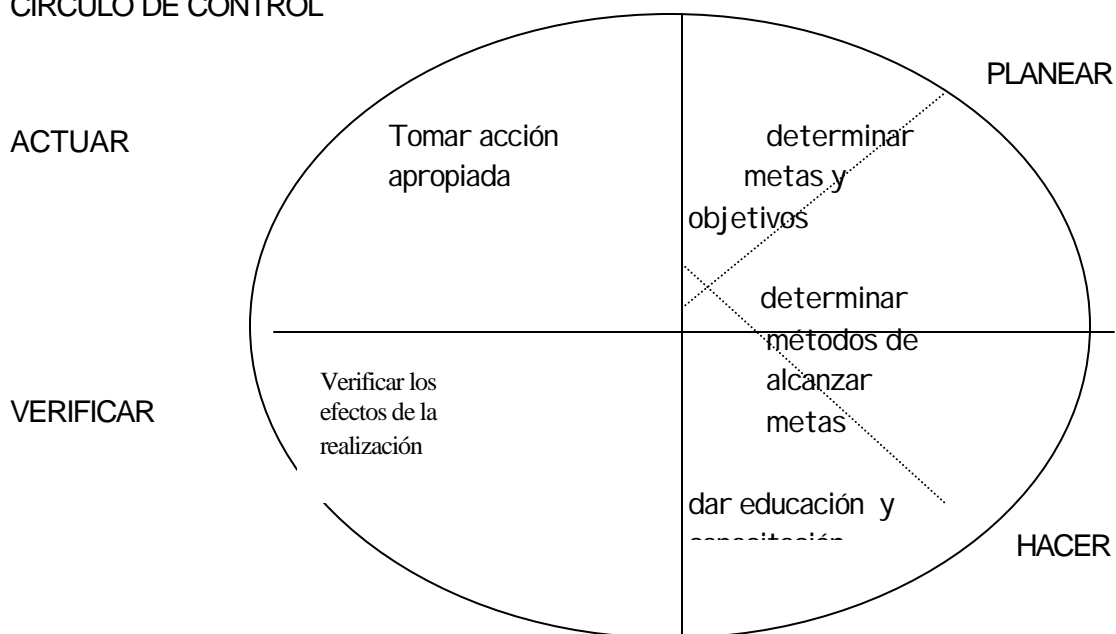 CÍRCULO DE CONTROL
PLANEAR
ACTUAR
Tomar acción
apropiada
determinar
metas y
objetivos
determinar
métodos de
alcanzar
metas
VERIFICAR
Verificar los
efectos de la
realización
dar educación y
HACER